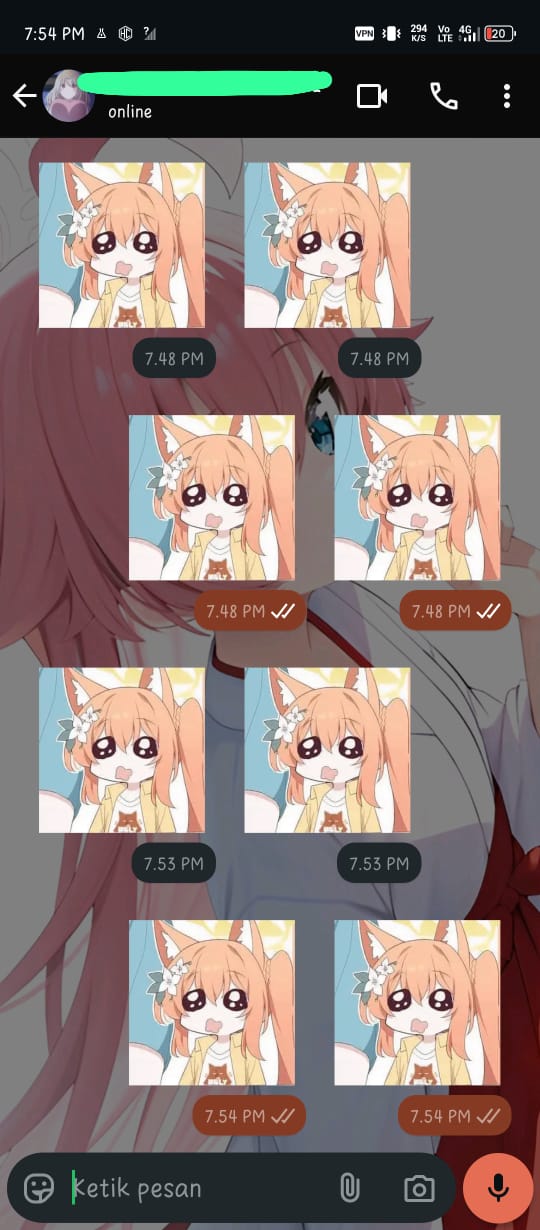 7:54 PM HC VPN 294 K/S Vo LTE 4G 20
online
7.48 PM 7.48 PM
7.48 PM 7.48 PM
7.53 PM 7.53 PM
7.54 PM 7.54 PM
Ketik pesan